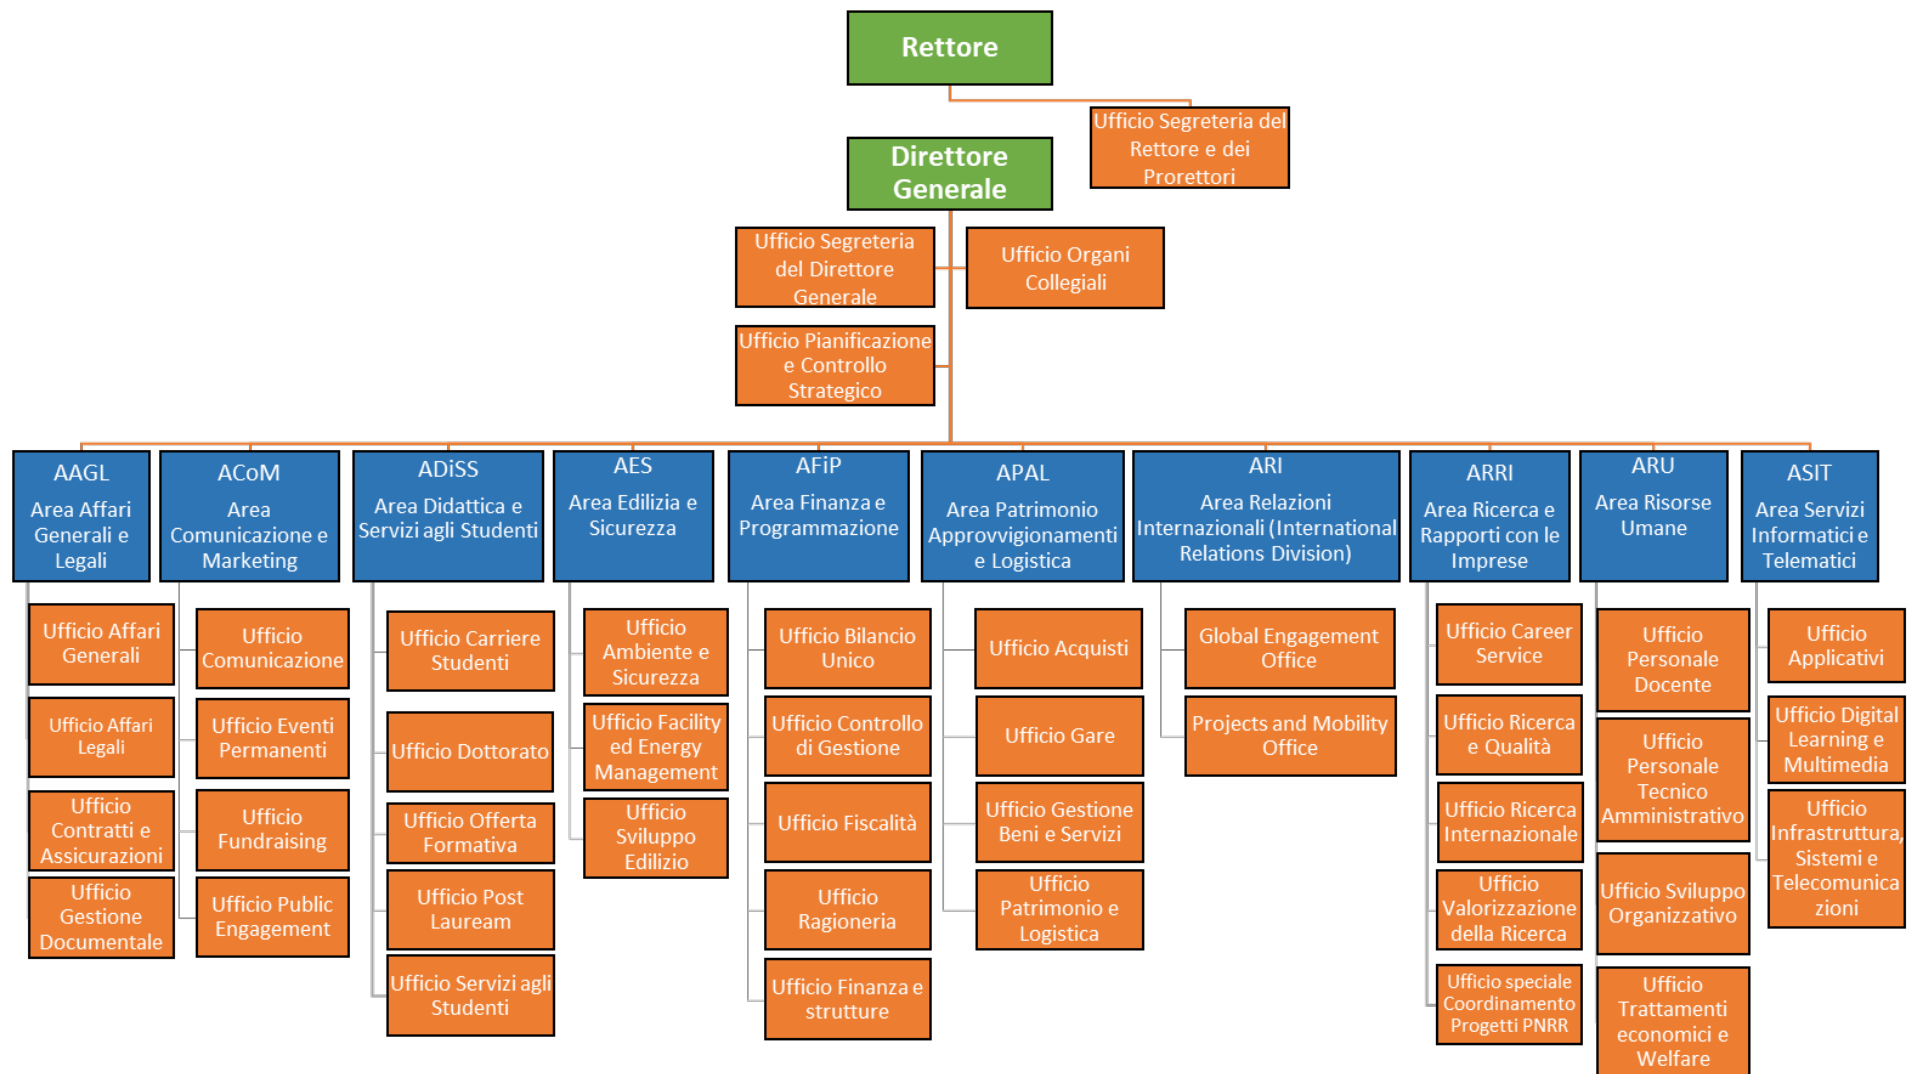 Rettore
Ufficio Segreteria del
Rettore e dei
Prorettori
Direttore
Generale
Ufficio Segreteria
del Direttore
Generale
Ufficio Organi
Collegiali
Ufficio Pianificazione
e Controllo
Strategico
AAGL
Area Affari
Generali e
Legali
Ufficio Affari
Generali
Ufficio Affari
Legali
Ufficio
Contratti e
Assicurazioni
Ufficio
Gestione
Documentale
ACoM
Area
Comunicazione e
Marketing
Ufficio
Comunicazione
Ufficio Eventi
Permanenti
Ufficio
Fundraising
Ufficio Public
Engagement
ADiSS
Area Didattica e
Servizi agli Studenti
Ufficio Carriere
Studenti
Ufficio Dottorato
Ufficio Offerta
Formativa
Ufficio Post
Lauream
Ufficio Servizi agli
Studenti
AES
Area Edilizia e
Sicurezza
Ufficio
Ambiente e
Sicurezza
Ufficio Facility
ed Energy
Management
Ufficio
Sviluppo
Edilizio
AFiP
Area Finanza e
Programmazione
Ufficio Bilancio
Unico
Ufficio Controllo
di Gestione
Ufficio Fiscalità
Ufficio
Ragioneria
Ufficio Finanza e
strutture
APAL
Area Patrimonio
Approvvigionamenti
e Logistica
Ufficio Acquisti
Ufficio Gare
Ufficio Gestione
Beni e Servizi
Ufficio
Patrimonio e
Logistica
ARI
Area Relazioni
Internazionali (International
Relations Division)
Global Engagement
Office
Projects and Mobility
Office
ARRI
Area Ricerca e
Rapporti con le
Imprese
Ufficio Career
Service
Ufficio Ricerca
e Qualità
Ufficio Ricerca
Internazionale
Ufficio
Valorizzazione
della Ricerca
Ufficio speciale
Coordinamento
Progetti PNRR
ARU
Area Risorse
Umane
Ufficio
Personale
Docente
Ufficio
Personale
Tecnico
Amministrativo
Ufficio Sviluppo
Organizzativo
Ufficio
Trattamenti
economici e
Welfare
ASIT
Area Servizi
Informatici e
Telematici
Ufficio
Applicativi
Ufficio Digital
Learning e
Multimedia
Ufficio
Infrastruttura,
Sistemi e
Telecomunica
zioni